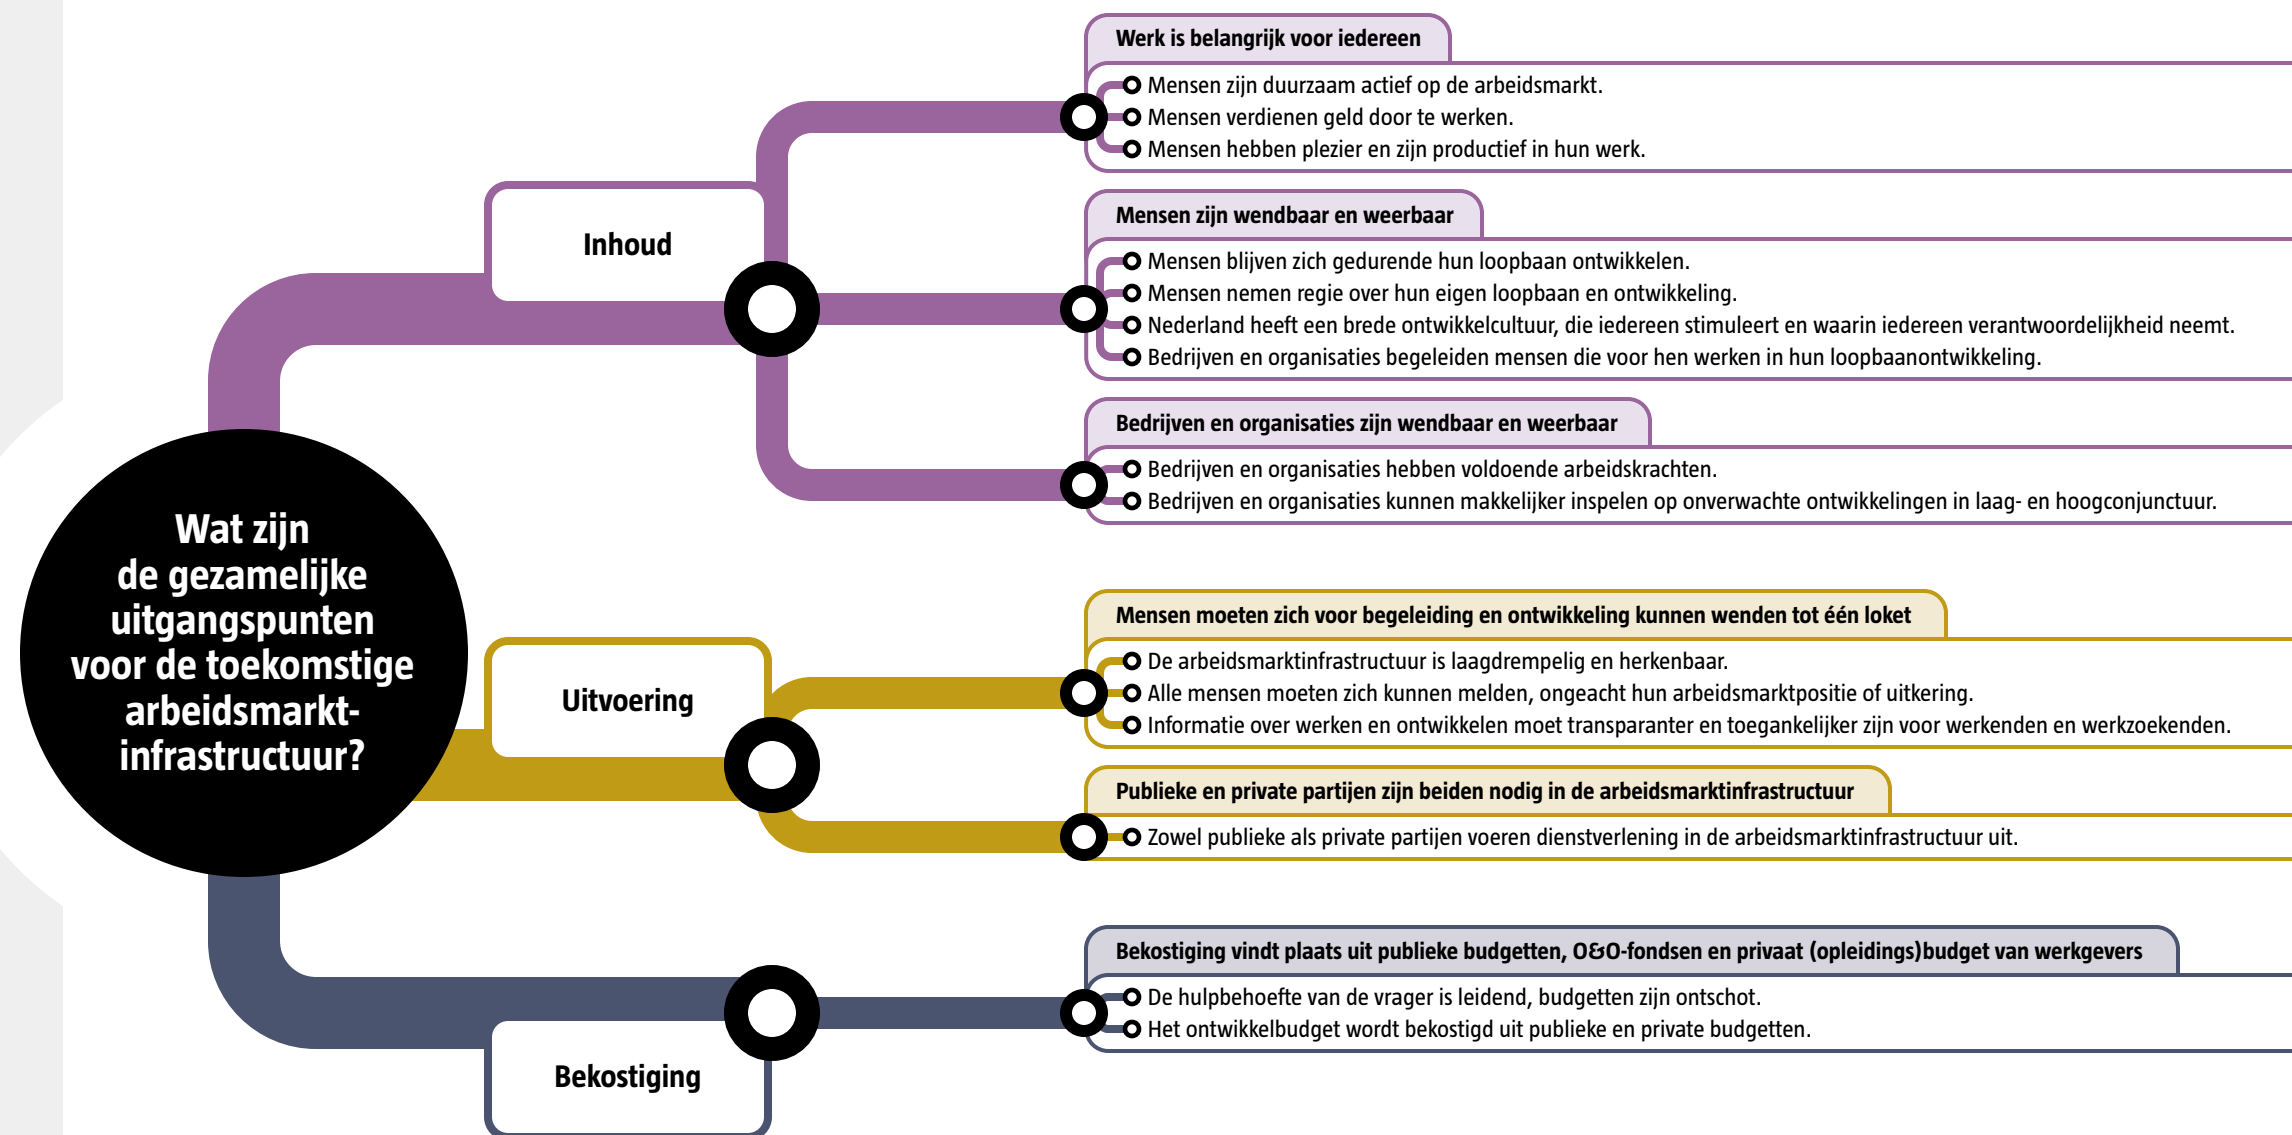 Wat zijn
de gezamelijke
uitgangspunten
voor de toekomstige
arbeidsmarkt-
infrastructuur?
Inhoud
Werk is belangrijk voor iedereen
Mensen zijn duurzaam actief op de arbeidsmarkt.
Mensen verdienen geld door te werken.
Mensen hebben plezier en zijn productief in hun werk.
Mensen zijn wendbaar en weerbaar
Mensen blijven zich gedurende hun loopbaan ontwikkelen.
Mensen nemen regie over hun eigen loopbaan en ontwikkeling.
Nederland heeft een brede ontwikkelcultuur, die iedereen stimuleert en waarin iedereen verantwoordelijkheid neemt.
Bedrijven en organisaties begeleiden mensen die voor hen werken in hun loopbaanontwikkeling.
Bedrijven en organisaties zijn wendbaar en weerbaar
Bedrijven en organisaties hebben voldoende arbeidskrachten.
Bedrijven en organisaties kunnen makkelijker inspelen op onverwachte ontwikkelingen in laag- en hoogconjunctuur.
Uitvoering
Mensen moeten zich voor begeleiding en ontwikkeling kunnen wenden tot één loket
De arbeidsmarktinfrastructuur is laagdrempelig en herkenbaar.
Alle mensen moeten zich kunnen melden, ongeacht hun arbeidsmarktpositie of uitkering.
Informatie over werken en ontwikkelen moet transparanter en toegankelijker zijn voor werkenden en werkzoekenden.
Publieke en private partijen zijn beiden nodig in de arbeidsmarktinfrastructuur
Zowel publieke als private partijen voeren dienstverlening in de arbeidsmarktinfrastructuur uit.
Bekostiging
Bekostiging vindt plaats uit publieke budgetten, O&O-fondsen en privaat (opleidings)budget van werkgevers
De hulpbehoefte van de vrager is leidend, budgetten zijn ontschot.
Het ontwikkelbudget wordt bekostigd uit publieke en private budgetten.